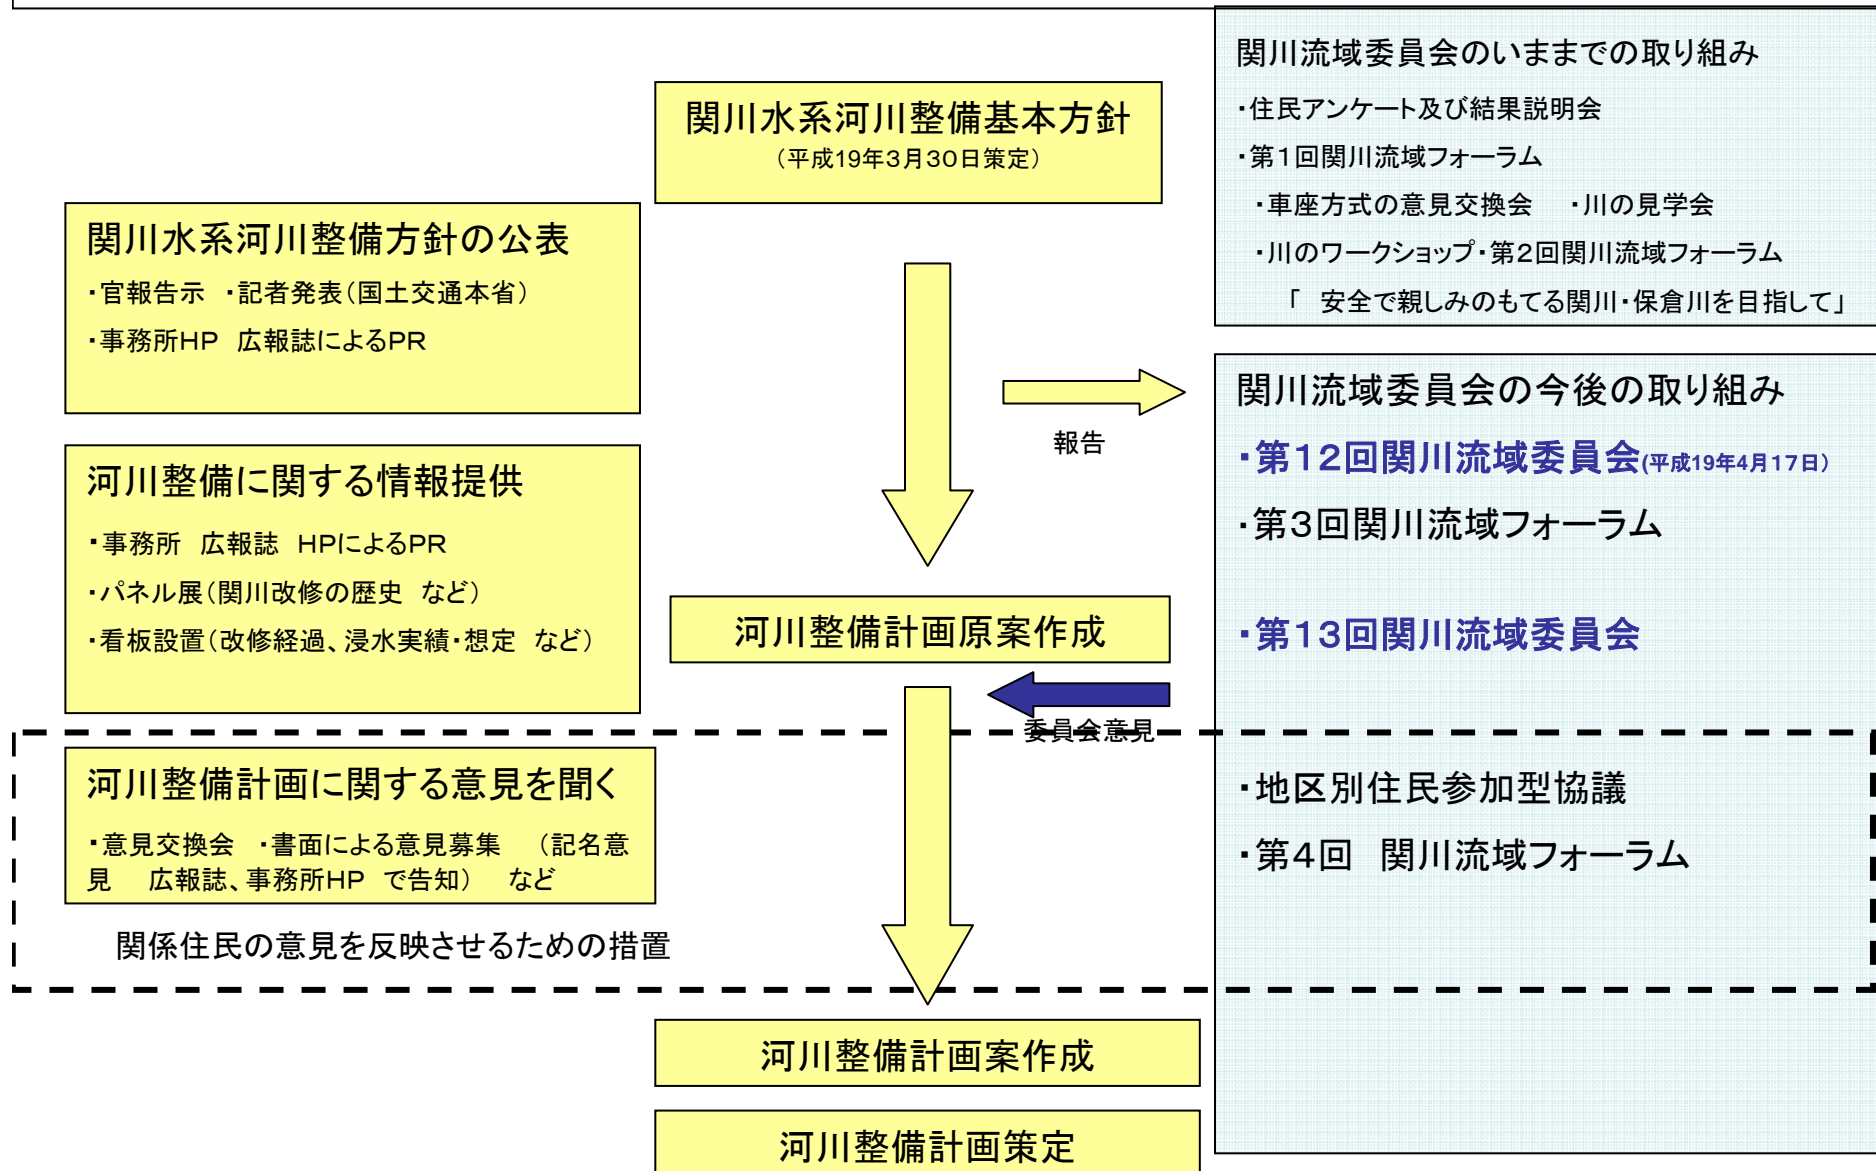 関川水系河川整備基本方針
（平成19年3月30日策定）
関川水系河川整備方針の公表
・官報告示　・記者発表（国土交通本省）
・事務所HP　広報誌によるPR
河川整備に関する情報提供
・事務所　広報誌　HPによるPR
・パネル展（関川改修の歴史　など）
・看板設置（改修経過、浸水実績・想定　など）
河川整備計画に関する意見を聞く
・意見交換会　・書面による意見募集　（記名意
見　広報誌、事務所HP　で告知）　など
関係住民の意見を反映させるための措置
報告
河川整備計画原案作成
委員会意見
河川整備計画案作成
河川整備計画策定
関川流域委員会のいままでの取り組み
・住民アンケート及び結果説明会
・第1回関川流域フォーラム
・車座方式の意見交換会　・川の見学会
・川のワークショップ・第2回関川流域フォーラム
「　安全で親しみのもてる関川・保倉川を目指して」
関川流域委員会の今後の取り組み
・第12回関川流域委員会(平成19年4月17日）
・第3回関川流域フォーラム
・第13回関川流域委員会
・地区別住民参加型協議
・第4回　関川流域フォーラム